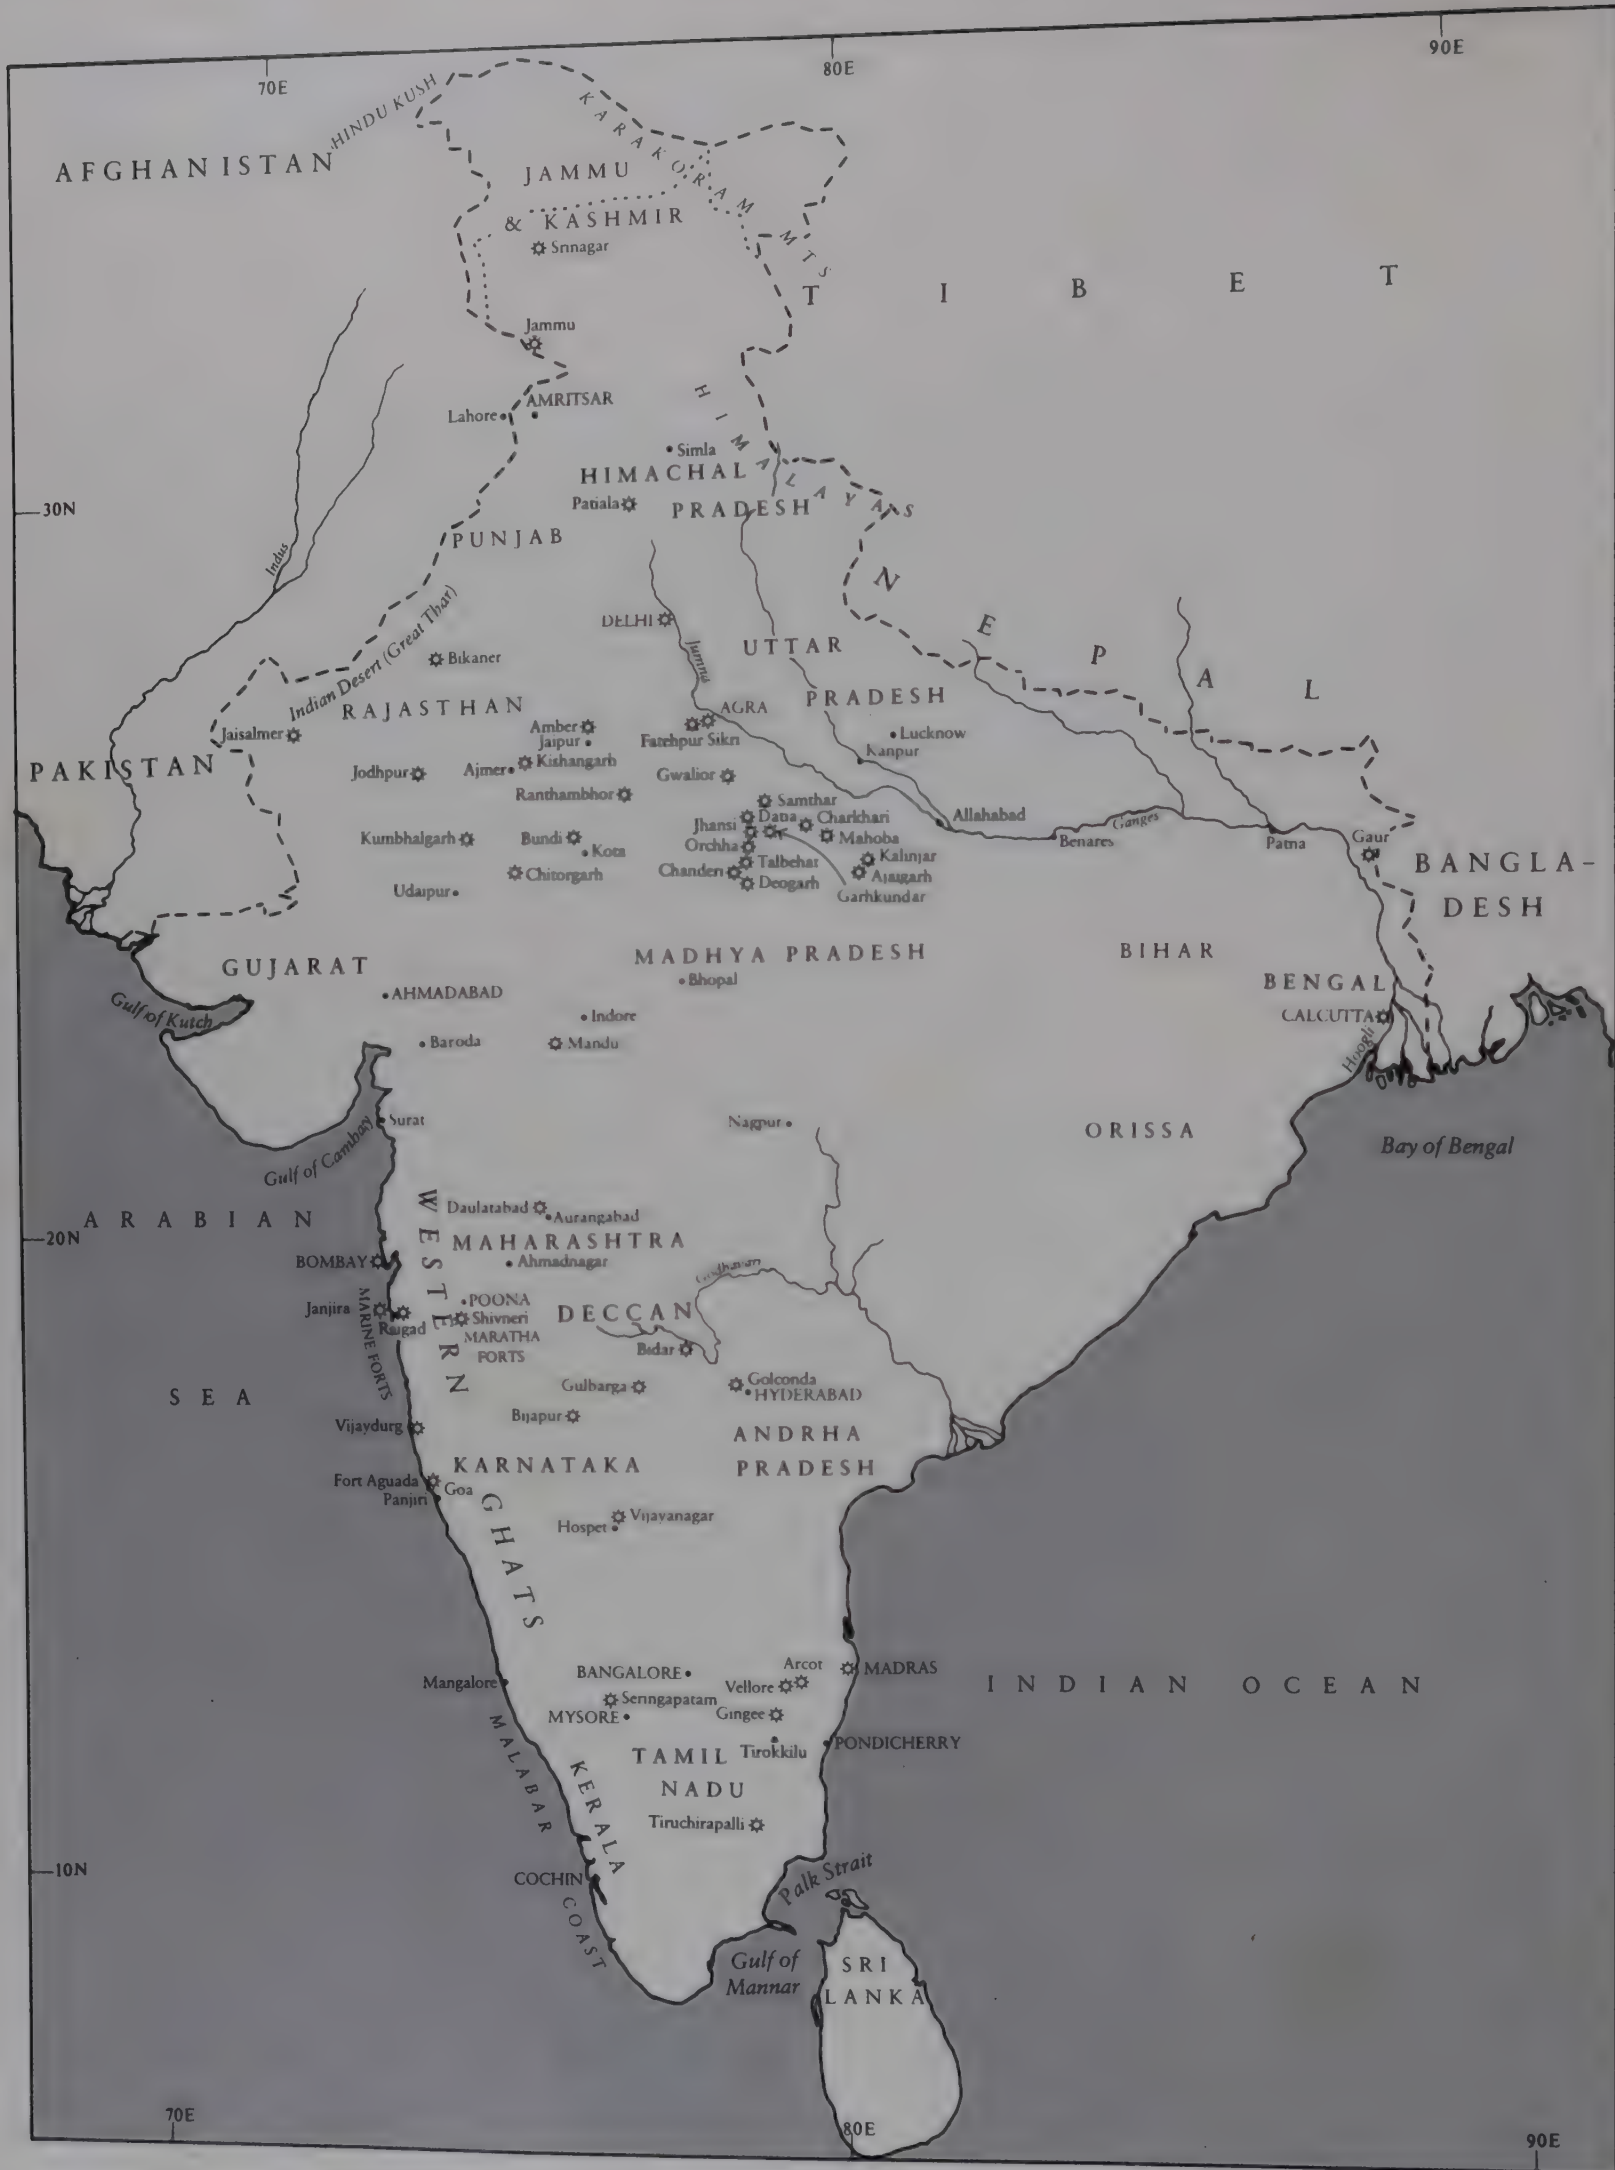 70E
80E
90E
HINDU KUSH
KARAKORAM MTS
AFGHANISTAN
JAMMU
& KASHMIR
Srinagar
TIBET
Jammu
AMRITSAR
Lahore
HIMALAYAS
Simla
HIMACHAL
PRADESH
Patiala
30N
PUNJAB
Indus
NEPAL
Indian Desert (Great Thar)
DELHI
Jumna
UTTAR
PRADESH
Bikaner
RAJASTHAN
Jaisalmer
Amber
Jaipur
AGRA
Fatehpur Sikri
Lucknow
Kanpur
PAKISTAN
Jodhpur
Ajmer
Kishangarh
Gwalior
Ranthambhor
Samthar
Jhansi
Datia
Charkhari
Allahabad
Ganges
Kumbhalgarh
Bundi
Kota
Orchha
Mahoba
Benares
Patna
Gaur
Talbehat
Kalinjar
BANGLA-
DESH
Chitorgarh
Chanderi
Deogarh
Ajaigarh
Garhkundar
Udaipur
MADHYA PRADESH
Bhopal
BIHAR
GUJARAT
BENGAL
AHMADABAD
CALCUTTA
Hoogli
Gulf of Kutch
Indore
Baroda
Mandu
Surat
Nagpur
ORISSA
Bay of Bengal
Gulf of Cambay
WESTERN
GHATS
ARABIAN
SEA
20N
Daulatabad
Aurangabad
MAHARASHTRA
BOMBAY
Ahmadnagar
Janjira
Raigad
MARINE FORTS
POONA
Shivneri
MARATHA
FORTS
DECCAN
Bidar
Gulbarga
Golconda
HYDERABAD
Bijapur
Vijaydurg
ANDRHA
PRADESH
KARNATAKA
Fort Aguada
Goa
Panjiri
Vijayanagar
Hospet
Mangalore
BANGALORE
Arcot
MADRAS
Vellore
INDIAN OCEAN
Seringapatam
MYSORE
Gingee
Tirokkilu
PONDICHERRY
MALABAR
COAST
KERALA
TAMIL
NADU
Tiruchirapalli
10N
COCHIN
Palk Strait
Gulf of
Mannar
SRI
LANKA
70E
80E
90E